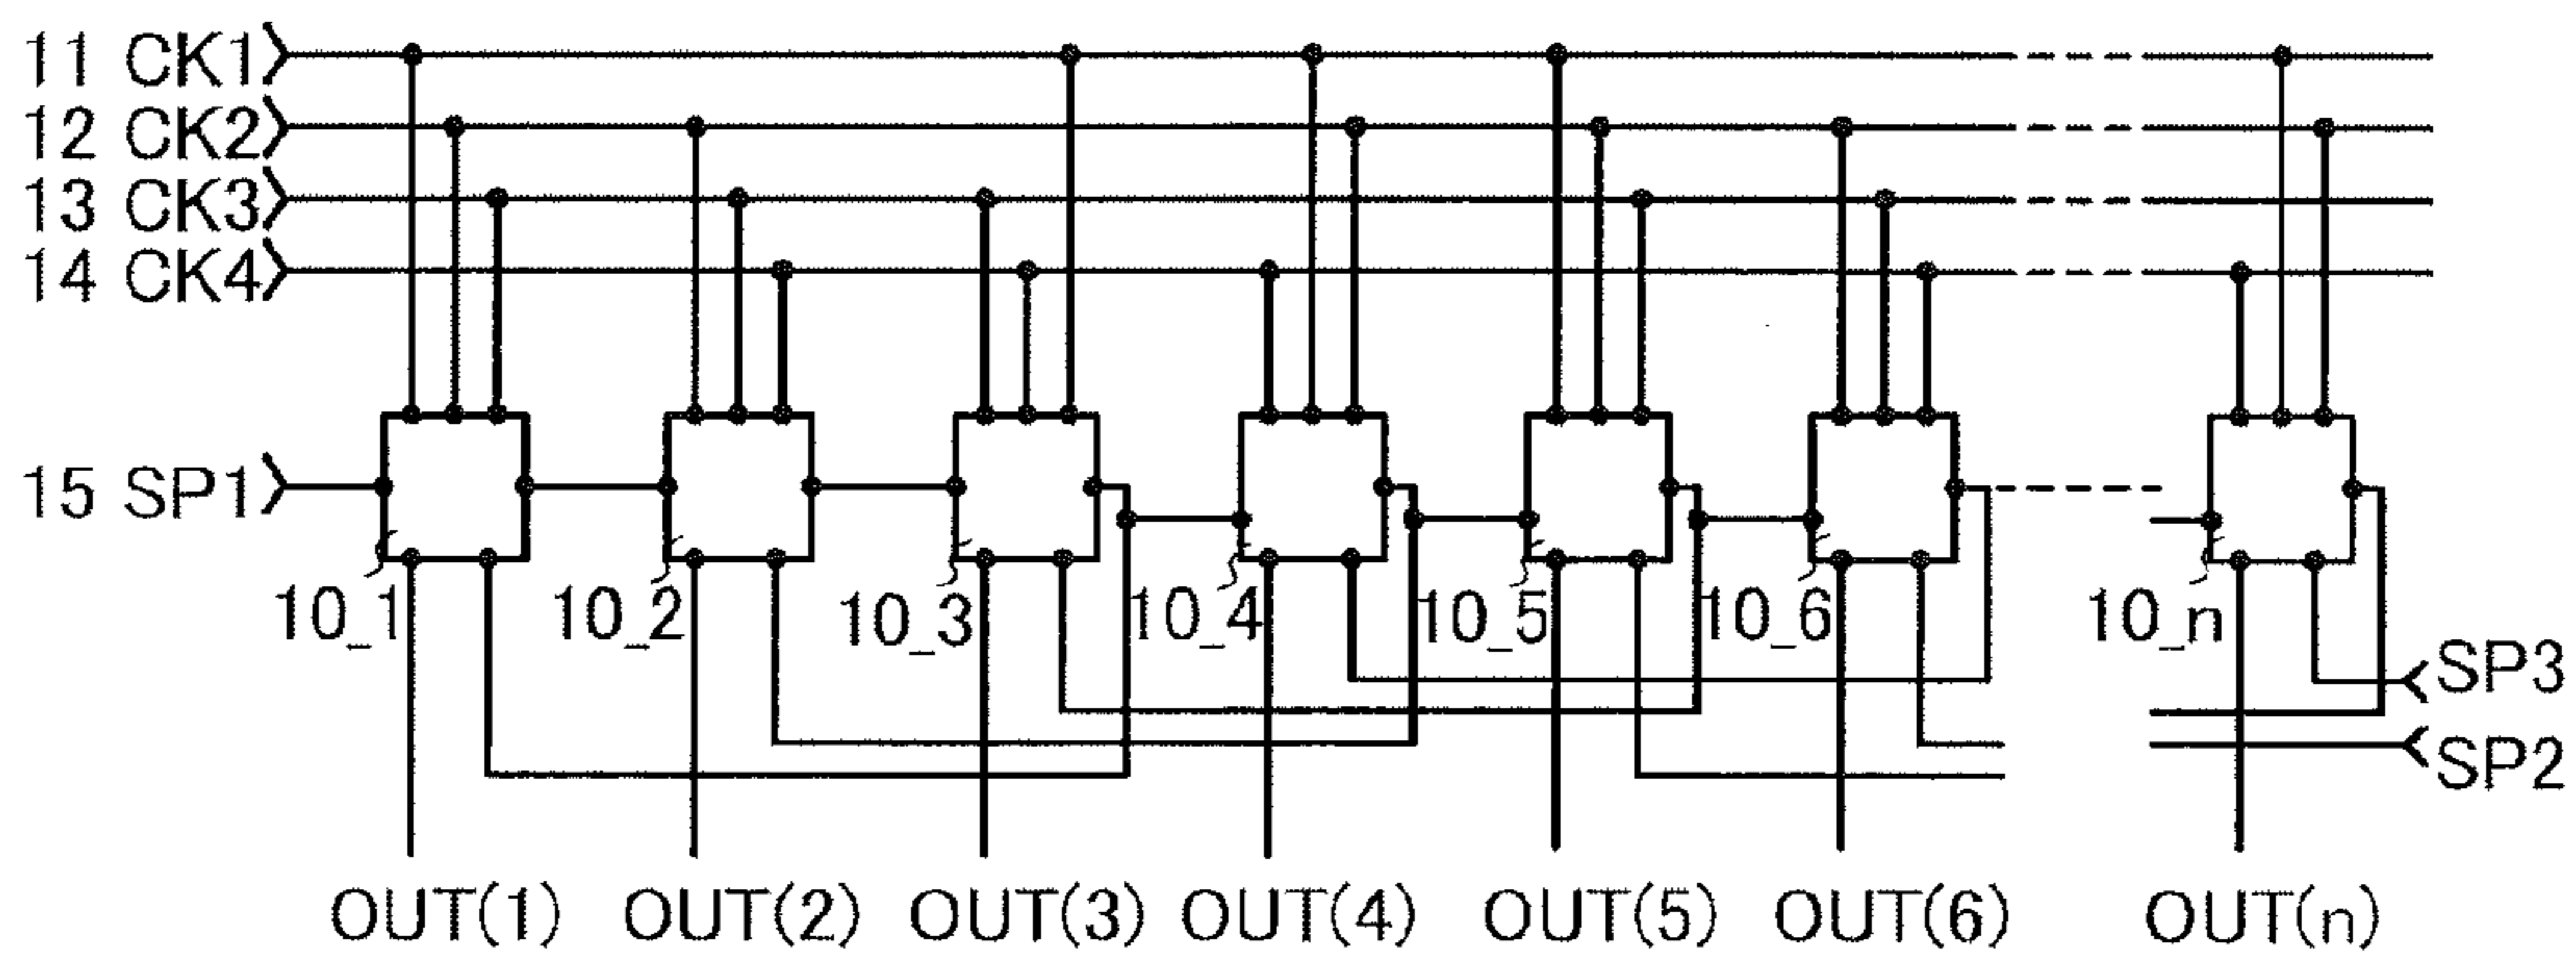 11 CK1
12 CK2
13 CK3
14 CK4
15 SP1
10_1 10_2 10_3 10_4 10_5 10_6 10_n
SP3
SP2
OUT(1) OUT(2) OUT(3) OUT(4) OUT(5) OUT(6) OUT(n)